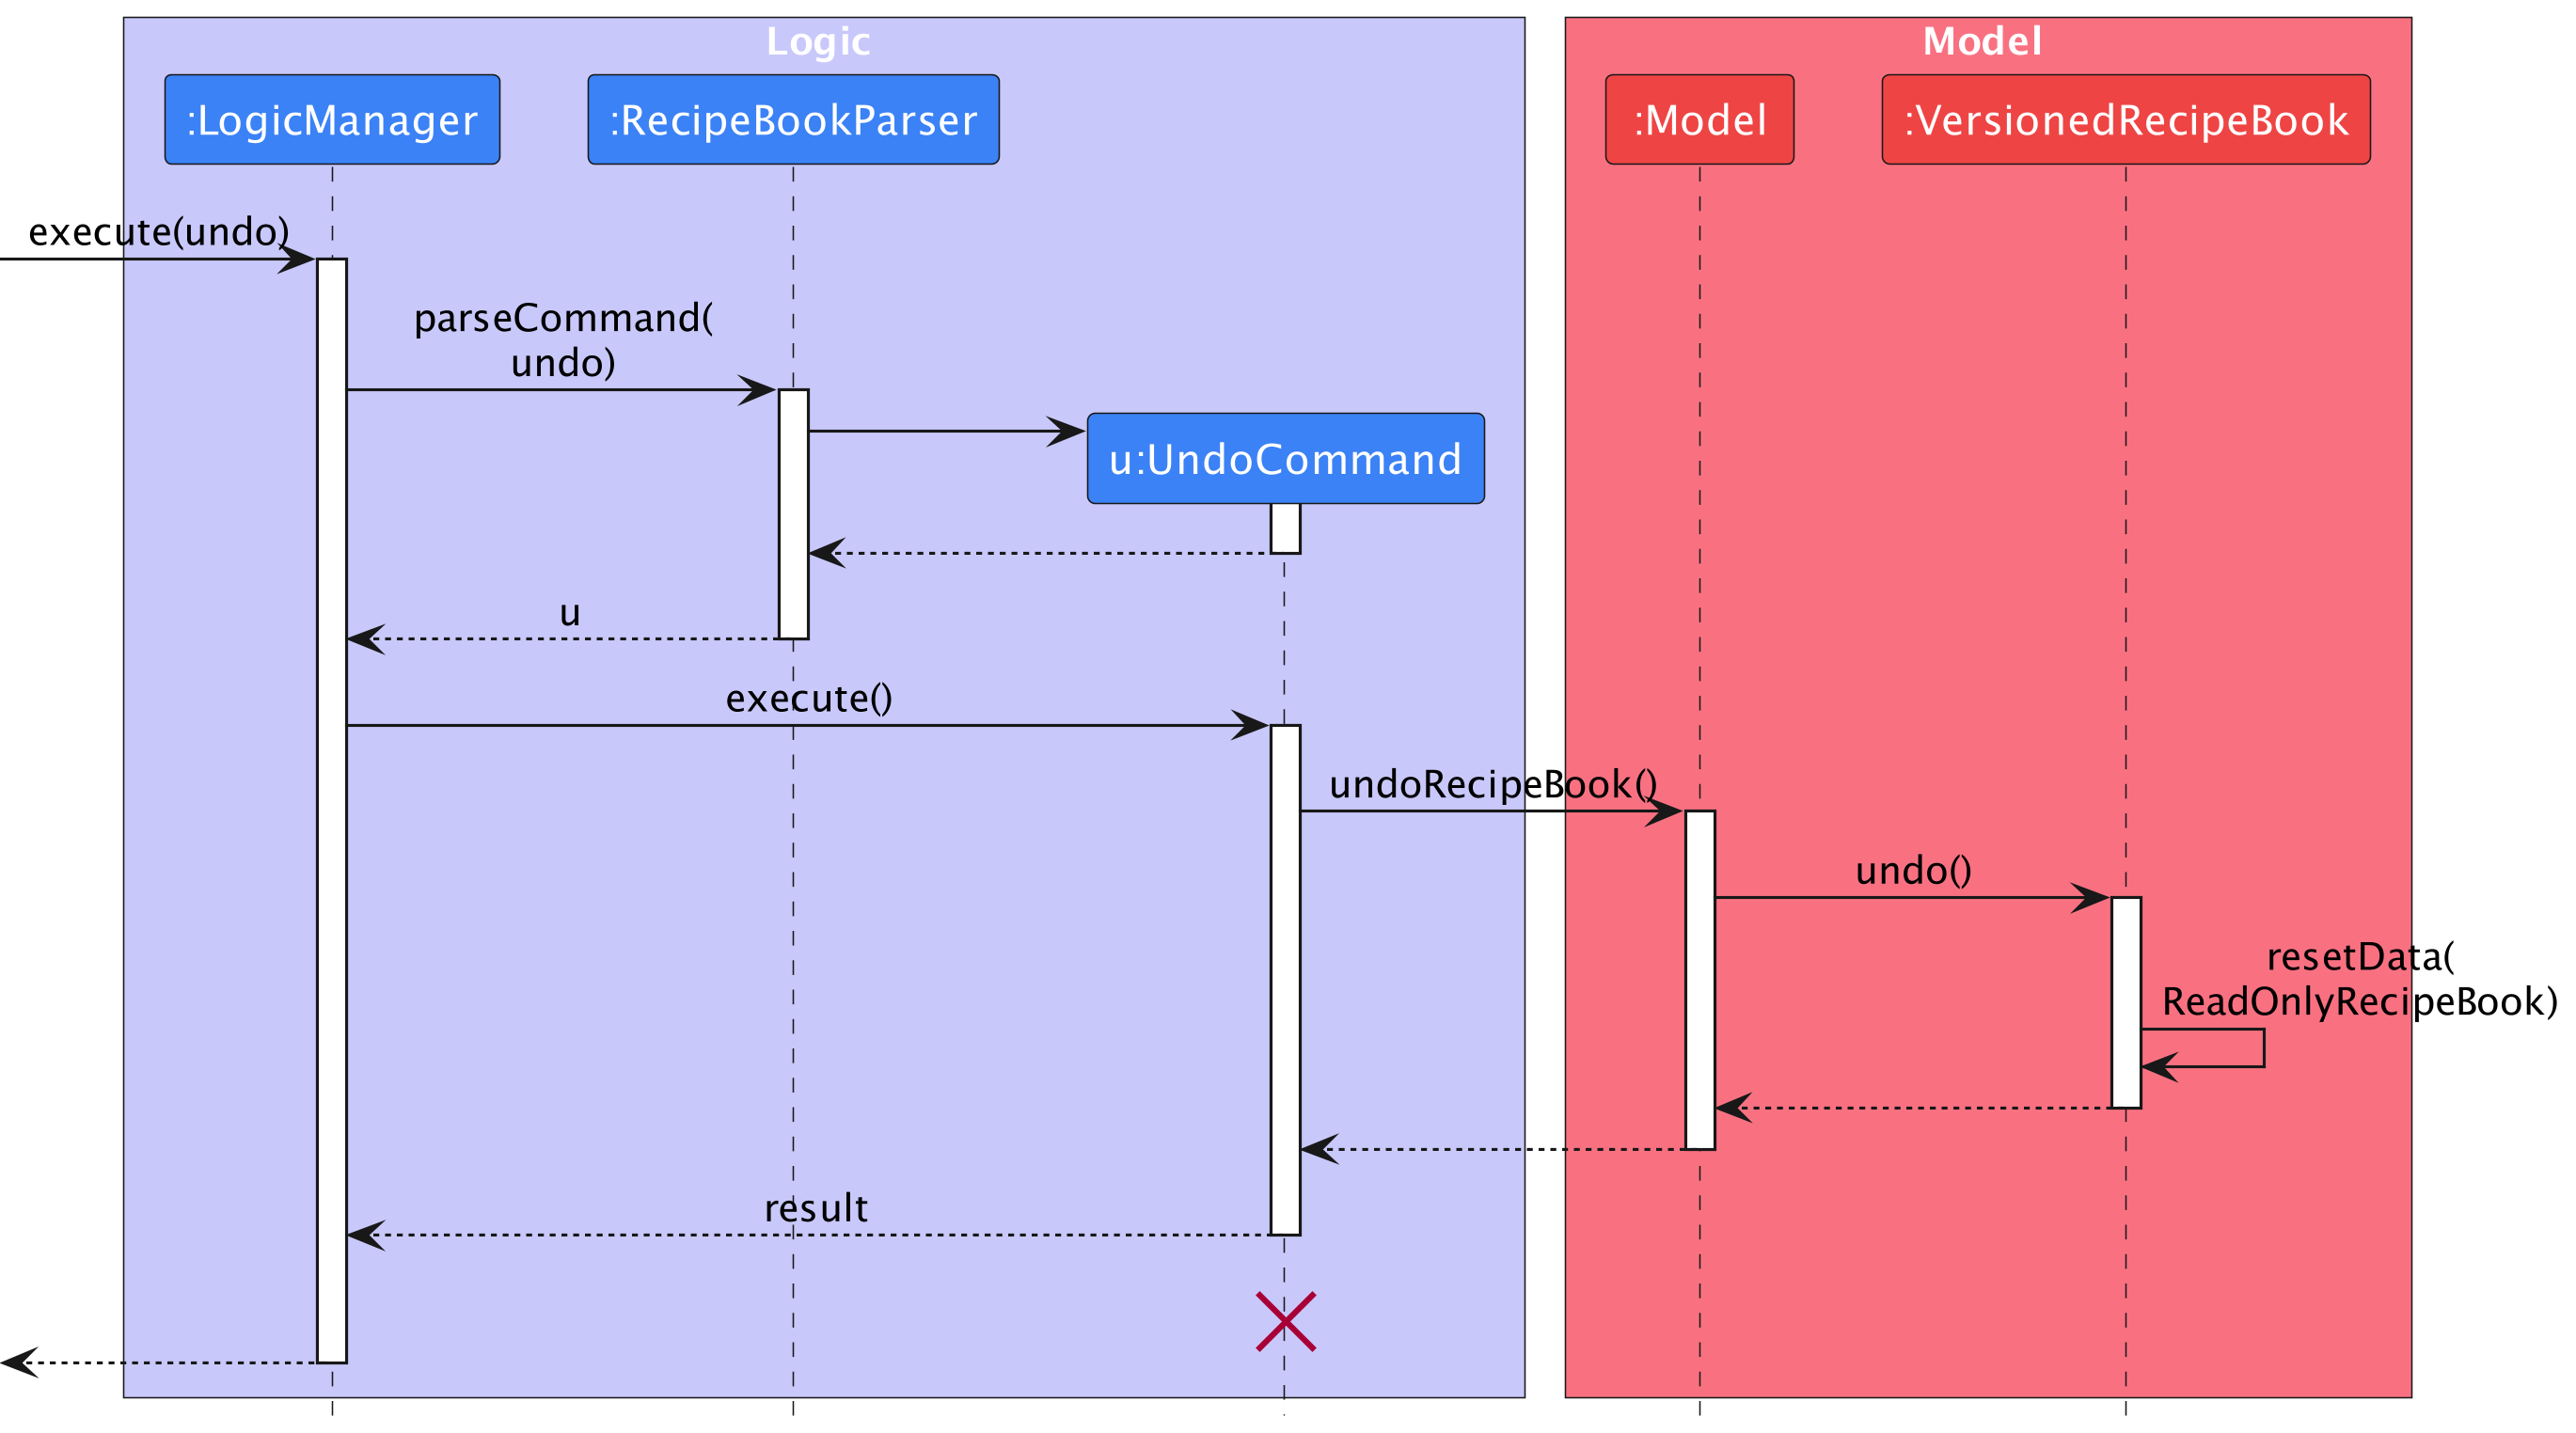 Logic
Model
:LogicManager
:RecipeBookParser
:Model
:VersionedRecipeBook
execute(undo)
parseCommand(
undo)
u:UndoCommand
u
execute()
undoRecipeBook()
undo()
resetData(
ReadOnlyRecipeBook)
result